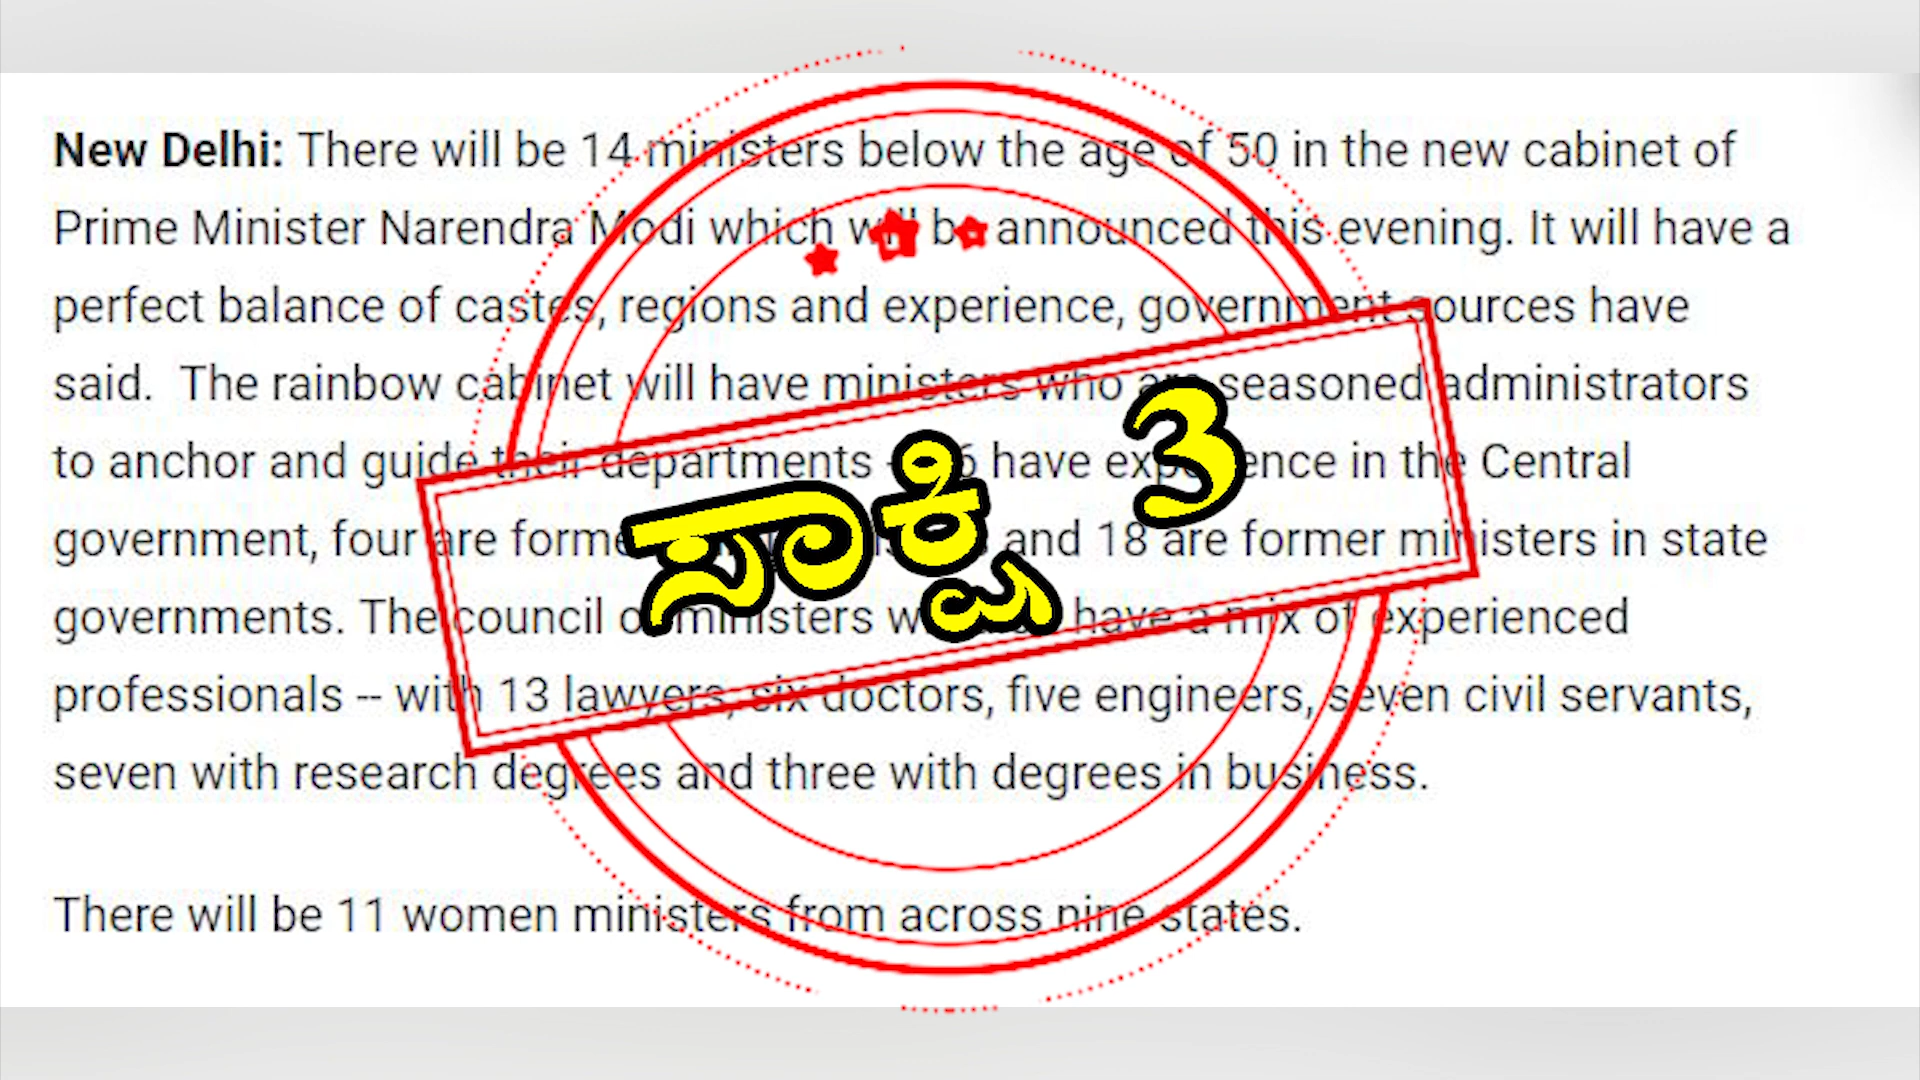 New Delhi: There will be 14 ministers below the age of 50 in the new cabinet of
Prime Minister Narendra Modi which will be announced this evening. It will have a
perfect balance of castes, regions and experience, government sources have
said. The rainbow cabinet will have ministers who are seasoned administrators
to anchor and guide their departments have experience in the Central
government, four are former and 18 are former ministers in state
governments. The council of ministers have a mix of experienced
professionals -- with 13 lawyers, six doctors, five engineers, seven civil servants,
seven with research degrees and three with degrees in business.
There will be 11 women ministers from across nine states.
ಸಾಕ್ಷಿ 3